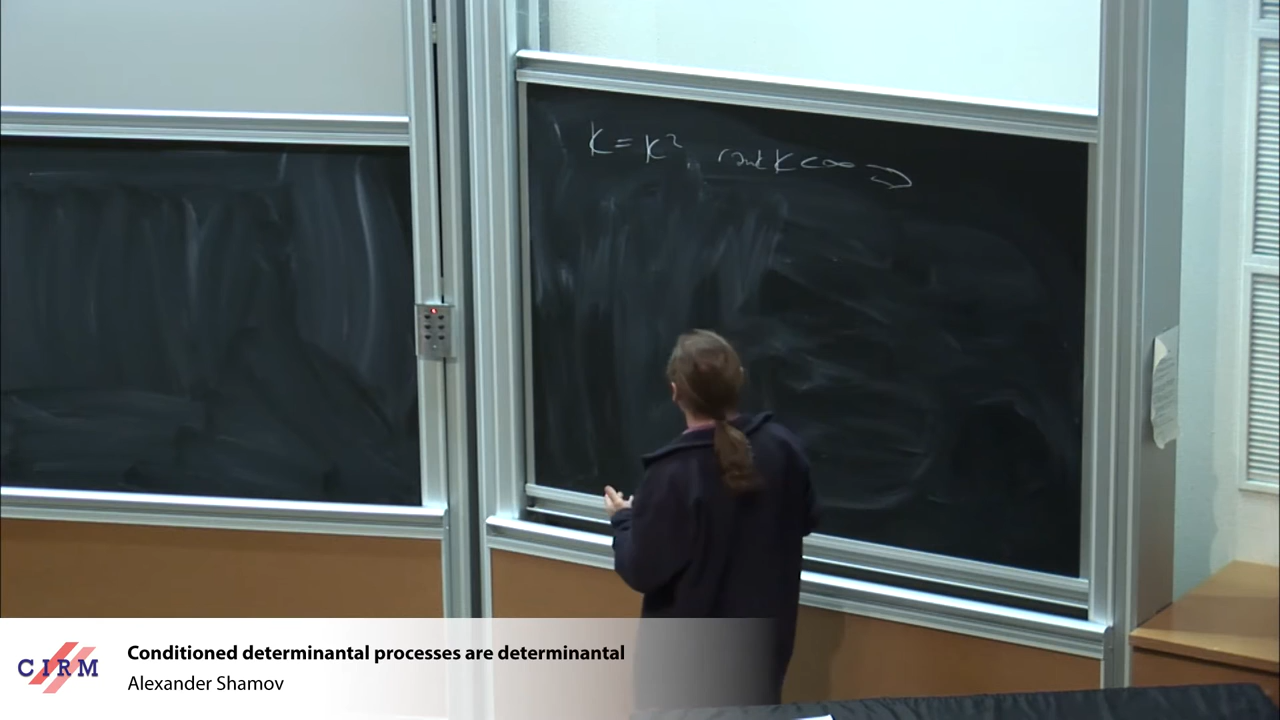 K = K², rank K < ∞ ⇒
CIRM
Conditioned determinantal processes are determinantal
Alexander Shamov